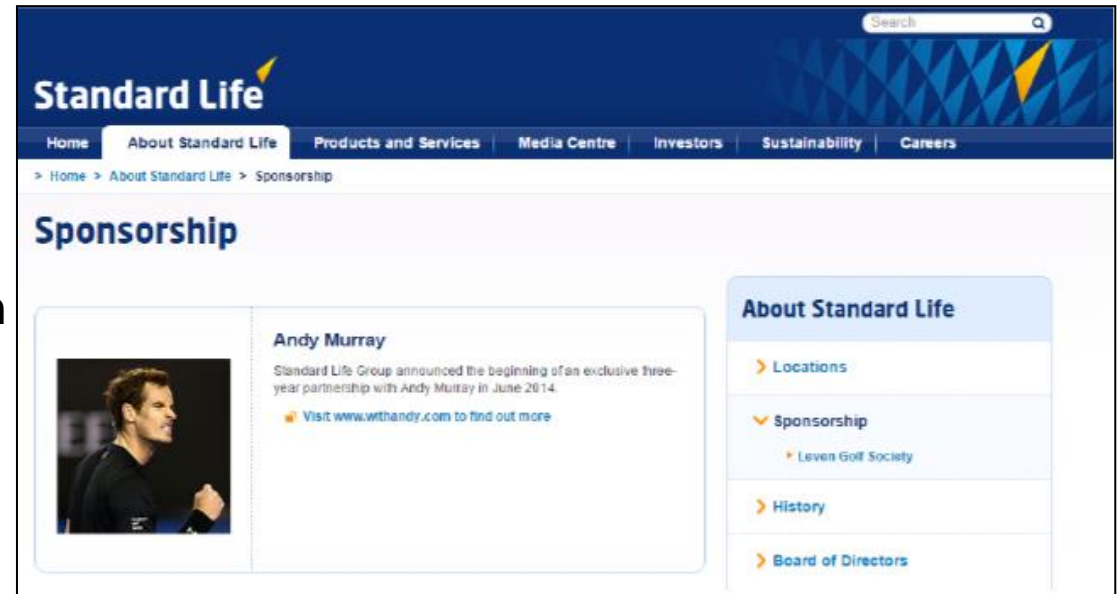 Search
Standard Life
Home About Standard Life Products and Services Media Centre Investors Sustainability Careers
> Home > About Standard Life > Sponsorship
Sponsorship
n
Andy Murray
Standard Life Group announced the beginning of an exclusive three-
year partnership with Andy Murray in June 2014.
Visit www.withandy.com to find out more
About Standard Life
Locations
Sponsorship
Leven Golf Society
History
Board of Directors